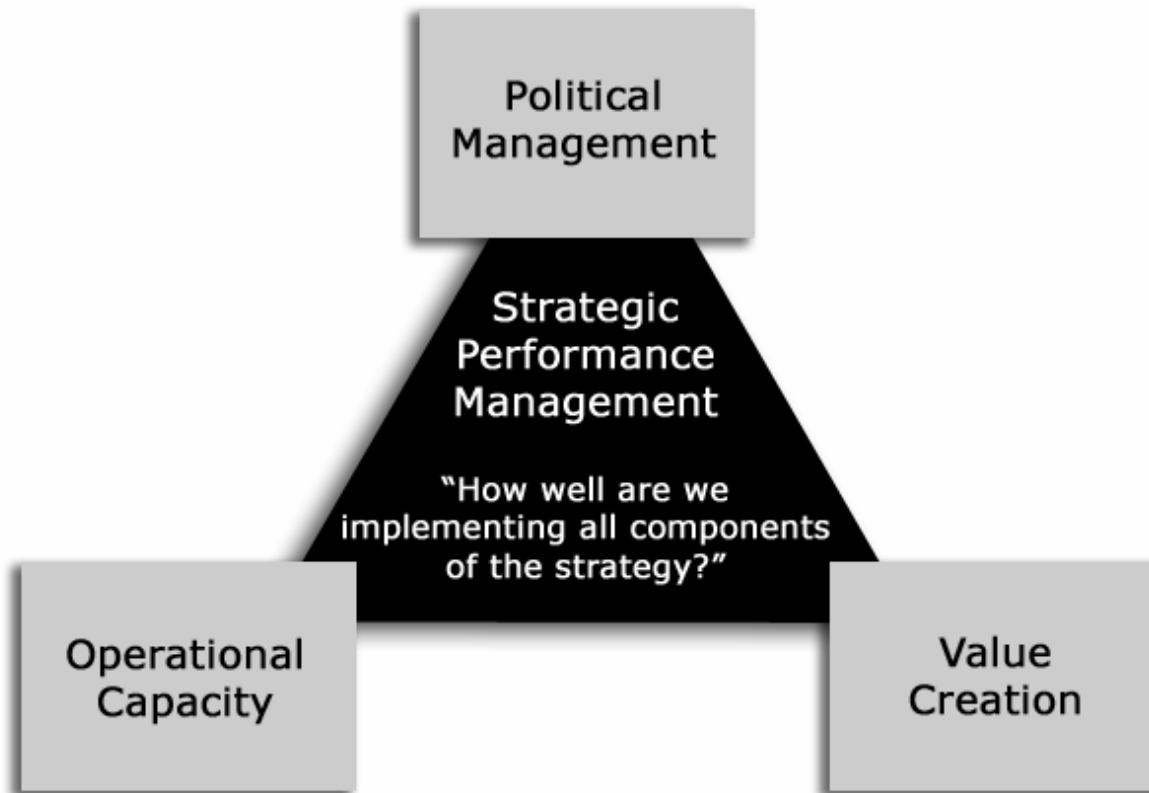 Political
Management
Strategic
Performance
Management
“How well are we
implementing all components
of the strategy?”
Operational
Capacity
Value
Creation